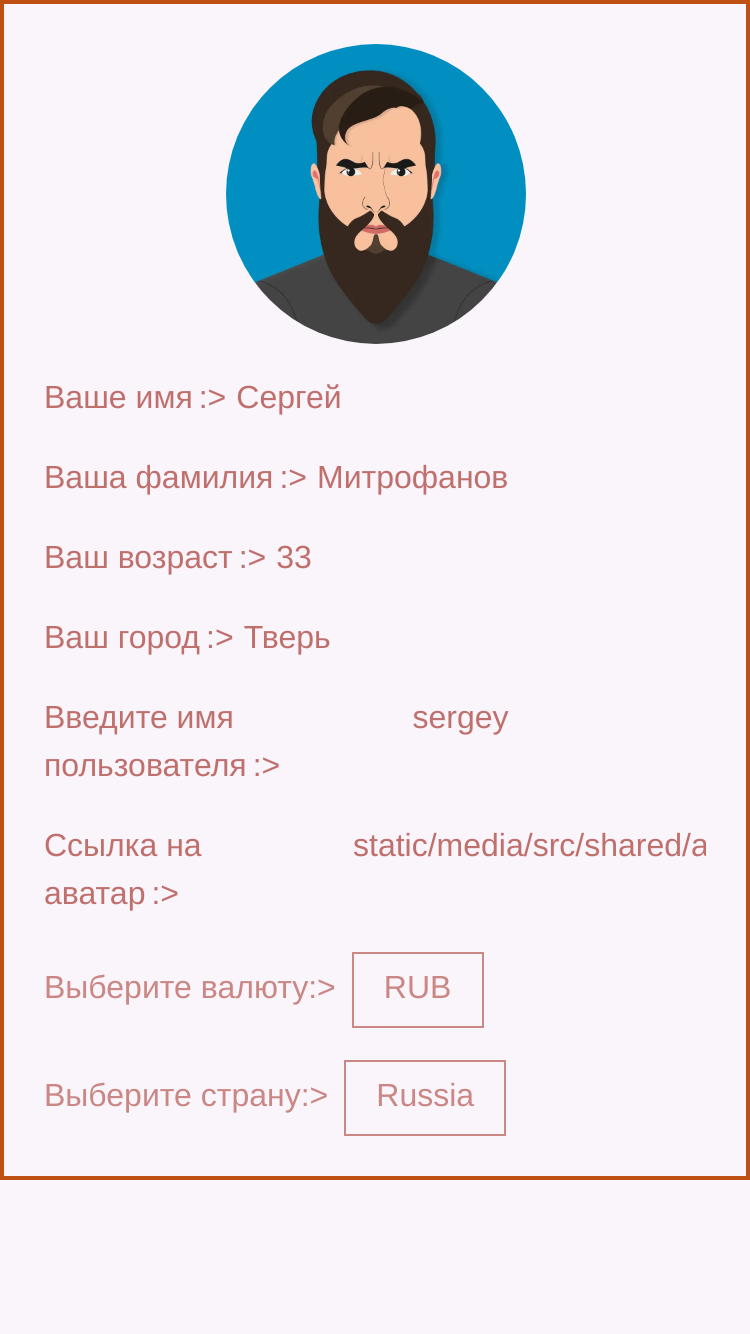 Ваше имя :> Сергей
Ваша фамилия :> Митрофанов
Ваш возраст :> 33
Ваш город :> Тверь
Введите имя sergey
пользователя :>
Ссылка на static/media/src/shared/a
аватар :>
Выберите валюту:> RUB
Выберите страну:> Russia